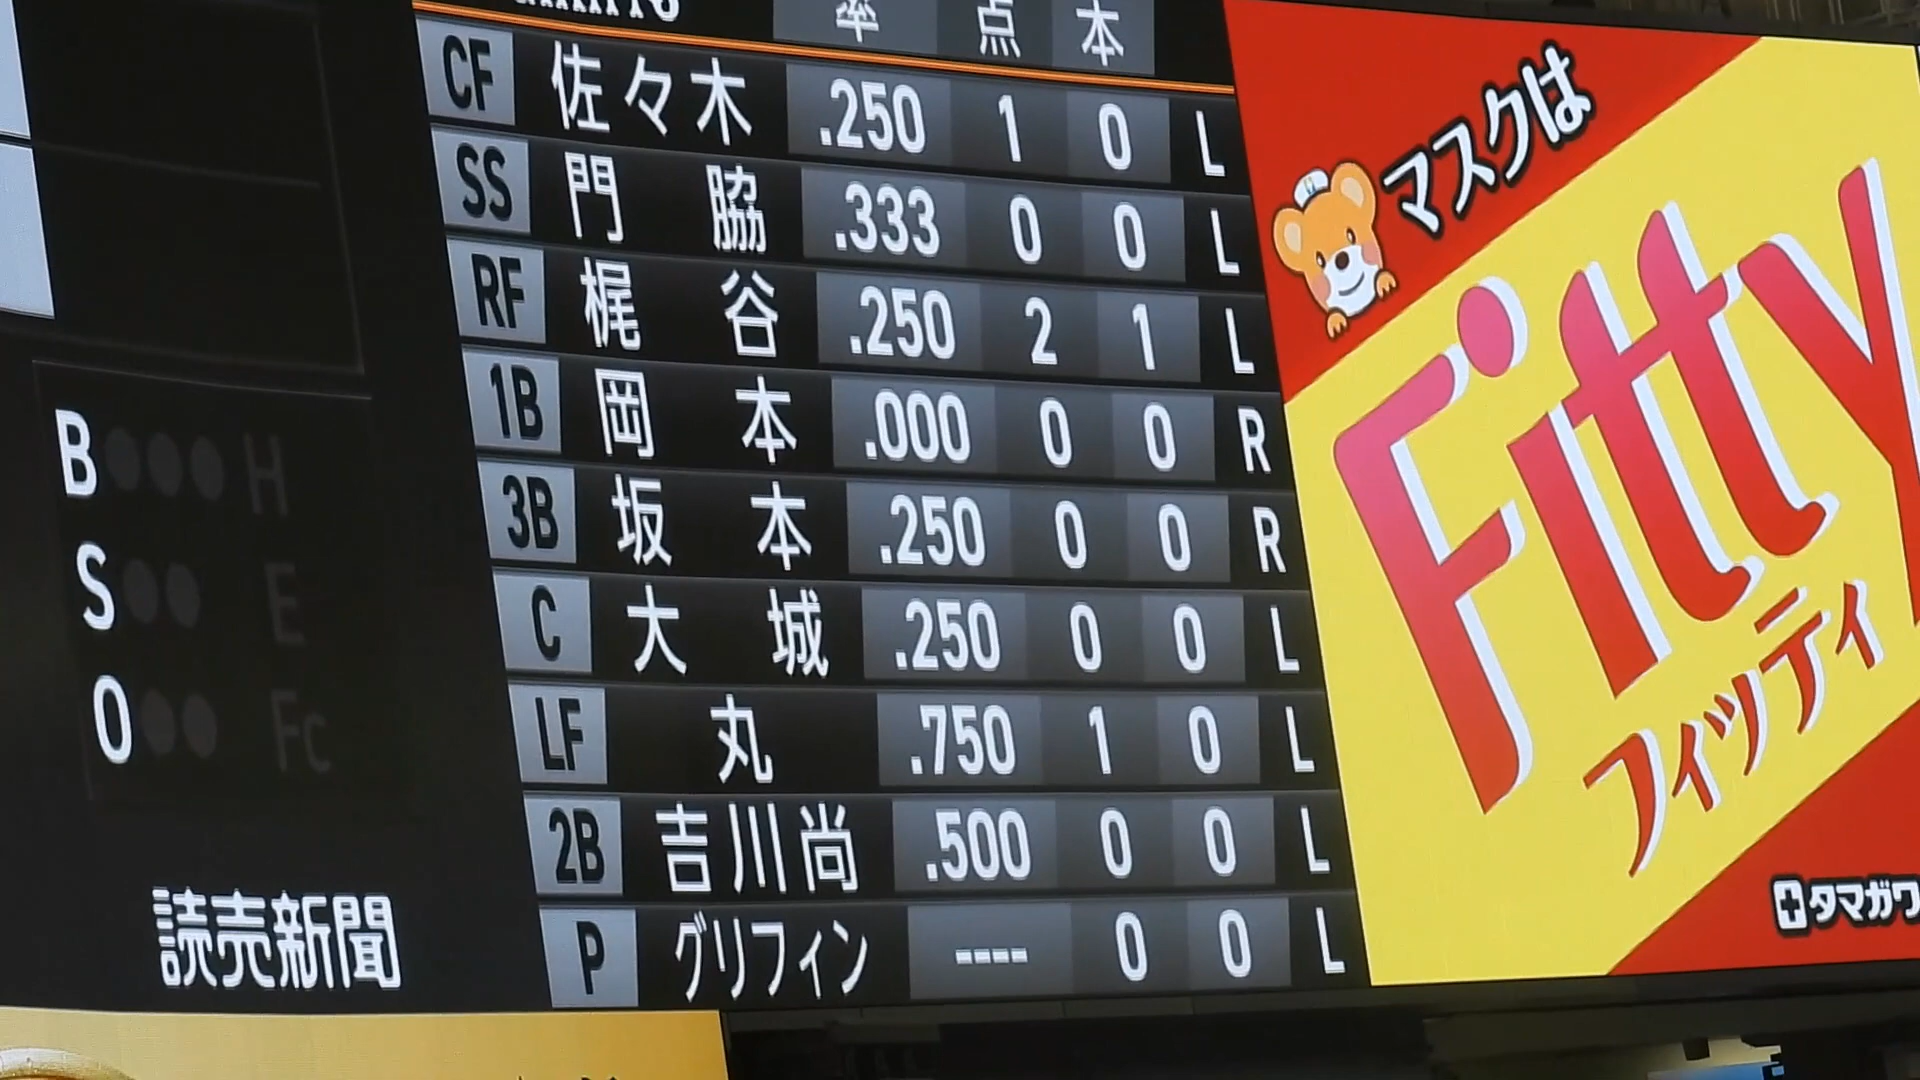 率 点 本
CF 佐々木 .250 1 0 L
SS 門脇 .333 0 0 L
RF 梶谷 .250 2 1 L
1B 岡本 .000 0 0 R
3B 坂本 .250 0 0 R
C 大城 .250 0 0 L
LF 丸 .750 1 0 L
2B 吉川尚 .500 0 0 L
P グリフィン ---- 0 0 L
B H
S E
O Fc
読売新聞
マスクは
Fitty
フィッティ
タマガワ